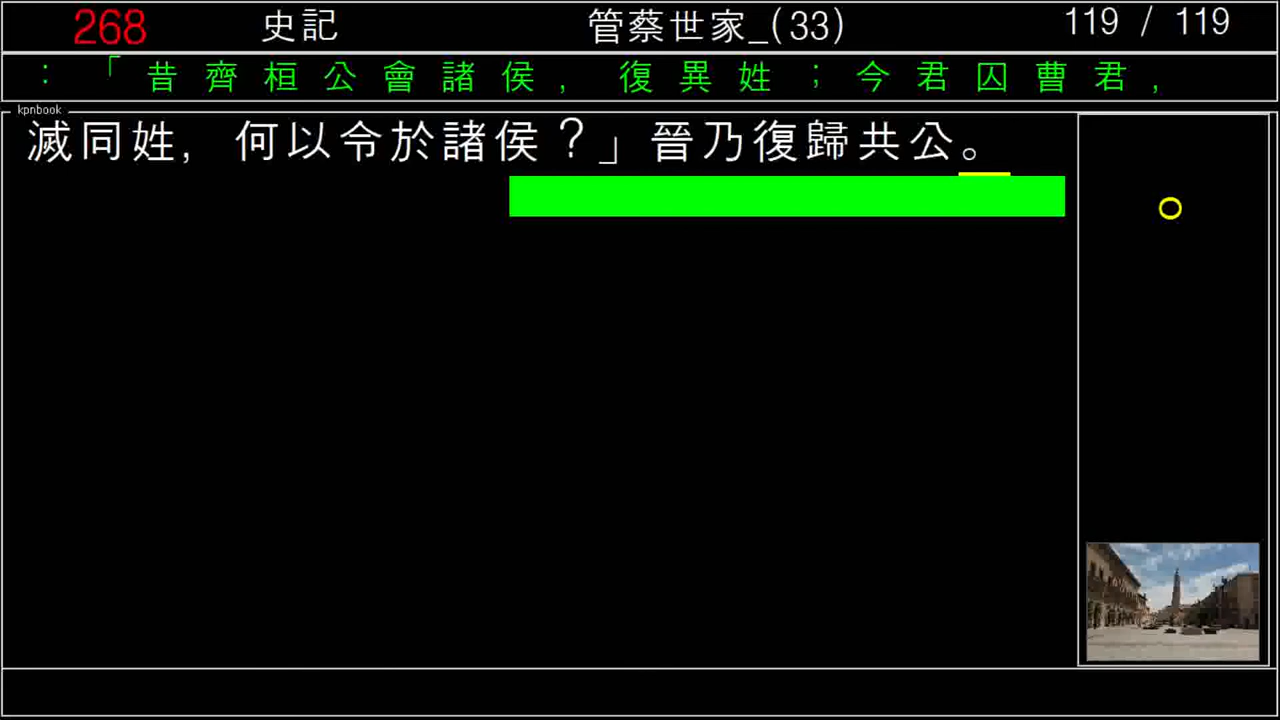 268 史記 管蔡世家_(33) 119 / 119
:「昔齊桓公會諸侯,復異姓;今君囚曹君,
kpnbook
滅同姓,何以令於諸侯?」晉乃復歸共公。
。